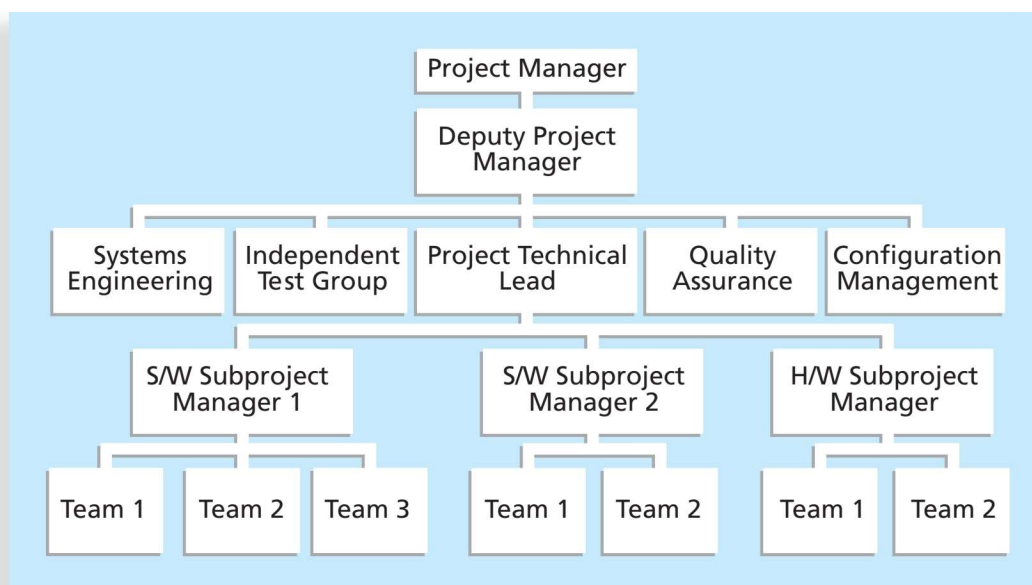 Project Manager
Deputy Project
Manager
Systems
Engineering
Independent
Test Group
Project Technical
Lead
Quality
Assurance
Configuration
Management
S/W Subproject
Manager 1
S/W Subproject
Manager 2
H/W Subproject
Manager
Team 1
Team 2
Team 3
Team 1
Team 2
Team 1
Team 2